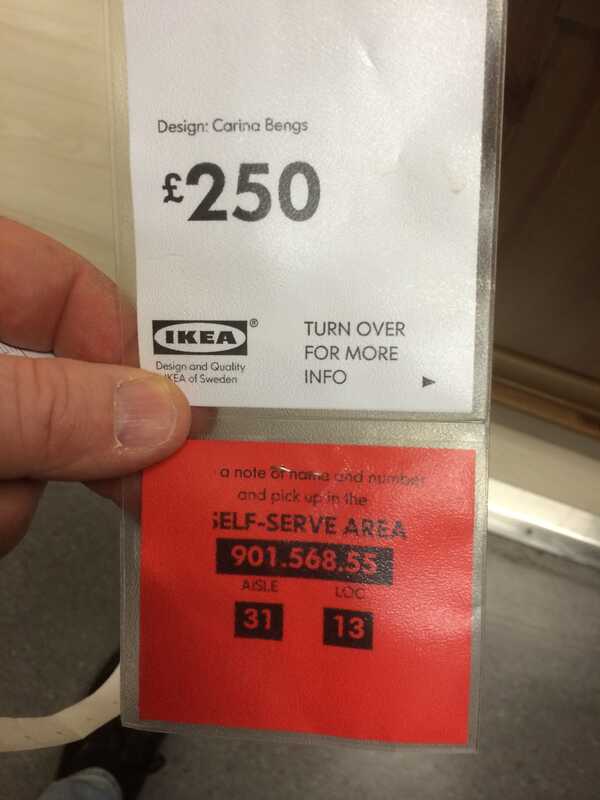 Design: Carina Bengs
£250
IKEA®
Design and Quality
IKEA of Sweden
TURN OVER
FOR MORE
INFO
a note of name and number
and pick up in the
SELF-SERVE AREA
901.568.55
AISLE LOC
31 13